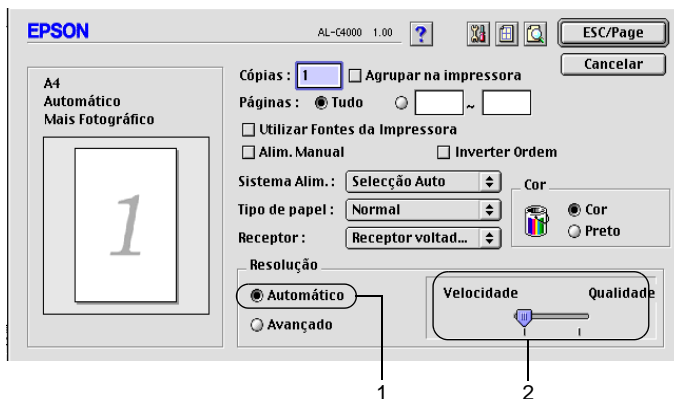 EPSON
AL-C4000 1.00
?
ESC/Page
Cancelar
A4
Automático
Mais Fotográfico
1
Cópias : 1
Agrupar na impressora
Páginas : Tudo ~
Utilizar Fontes da Impressora
Alim. Manual
Inverter Ordem
Sistema Alim. : Selecção Auto
Tipo de papel : Normal
Receptor : Receptor voltad...
Cor
Cor
Preto
Resolução
Automático
Avançado
Velocidade
Qualidade
1
2